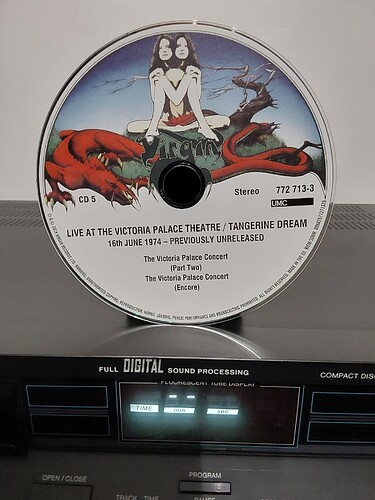 Virgin
CD 5
Stereo
772 713-3
UMC
LIVE AT THE VICTORIA PALACE THEATRE / TANGERINE DREAM
16th JUNE 1974 – PREVIOUSLY UNRELEASED
The Victoria Palace Concert
(Part Two)
The Victoria Palace Concert
(Encore)
FULL DIGITAL SOUND PROCESSING
COMPACT DISC
FLUORESCENT TUBE DISPLAY
TIME min sec
OPEN / CLOSE
PROGRAM
TRACK TIME
PAUSE